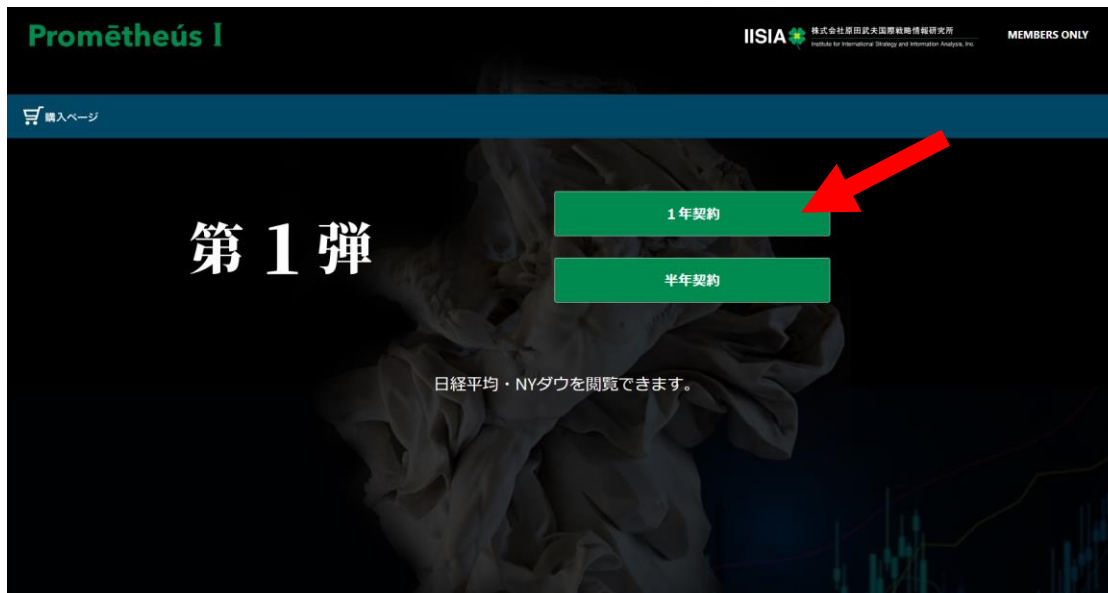 Promētheús I
IISIA 株式会社原田武夫国際戦略情報研究所
Institute for International Strategy and Information Analysis, Inc.
MEMBERS ONLY
購入ページ
第1弾
1年契約
半年契約
日経平均・NYダウを閲覧できます。